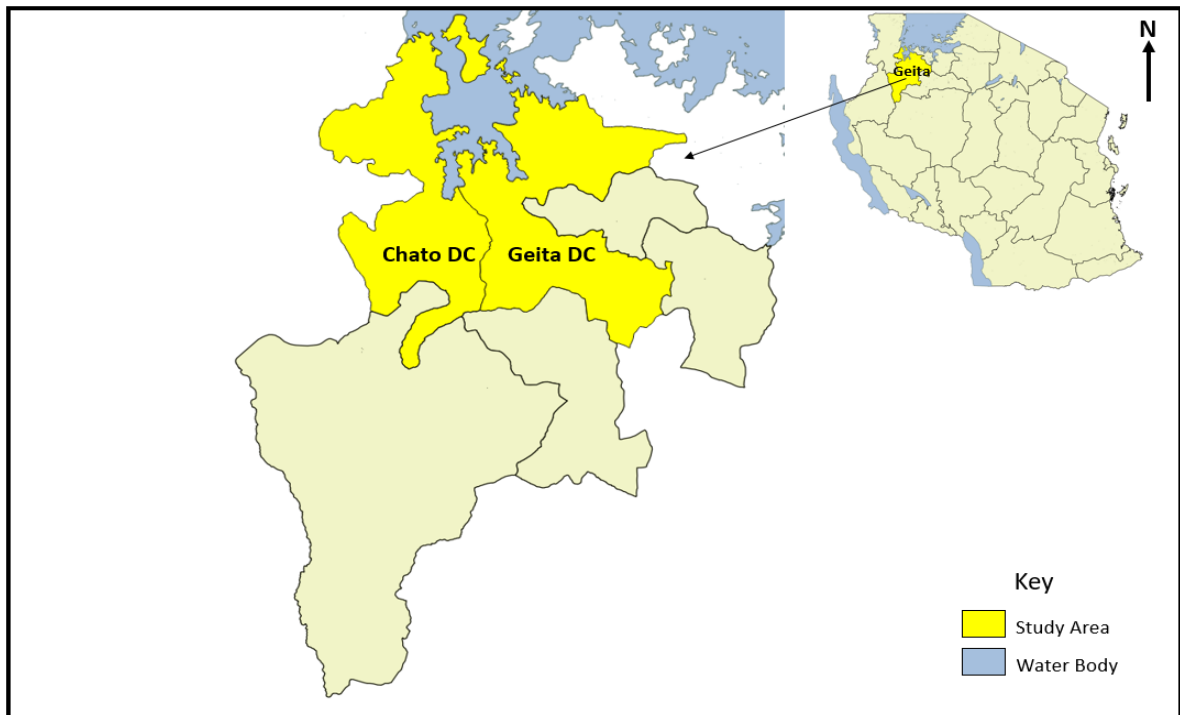 N
Geita
Chato DC
Geita DC
Key
Study Area
Water Body